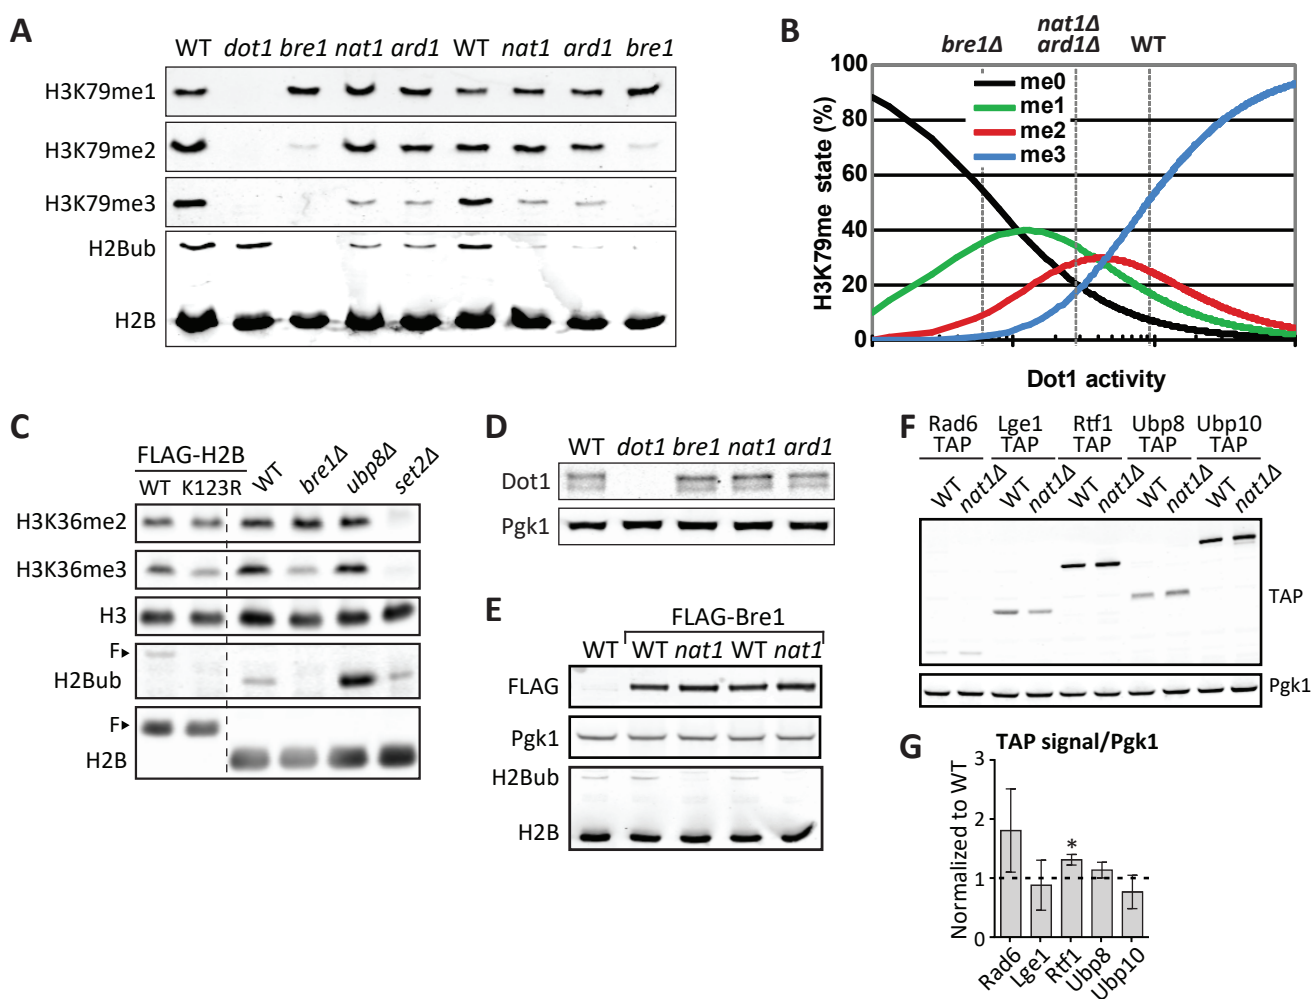 A
WT dot1 bre1 nat1 ard1 WT nat1 ard1 bre1
H3K79me1
H3K79me2
H3K79me3
H2Bub
H2B
B
nat1Δ
bre1Δ ard1Δ WT
H3K79me state (%)
100
80
60
40
20
0
me0
me1
me2
me3
Dot1 activity
C
FLAG-H2B
WT K123R WT bre1Δ ubp8Δ set2Δ
H3K36me2
H3K36me3
H3
F►
H2Bub
F►
H2B
D
WT dot1 bre1 nat1 ard1
Dot1
Pgk1
E
FLAG-Bre1
WT WT nat1 WT nat1
FLAG
Pgk1
H2Bub
H2B
F
Rad6 Lge1 Rtf1 Ubp8 Ubp10
TAP TAP TAP TAP TAP
WT nat1Δ WT nat1Δ WT nat1Δ WT nat1Δ WT nat1Δ
TAP
Pgk1
G
TAP signal/Pgk1
Normalized to WT
3
2
1
0
*
Rad6 Lge1 Rtf1 Ubp8 Ubp10